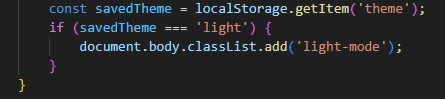 const savedTheme = localStorage.getItem('theme');
if (savedTheme === 'light') {
document.body.classList.add('light-mode');
}
}